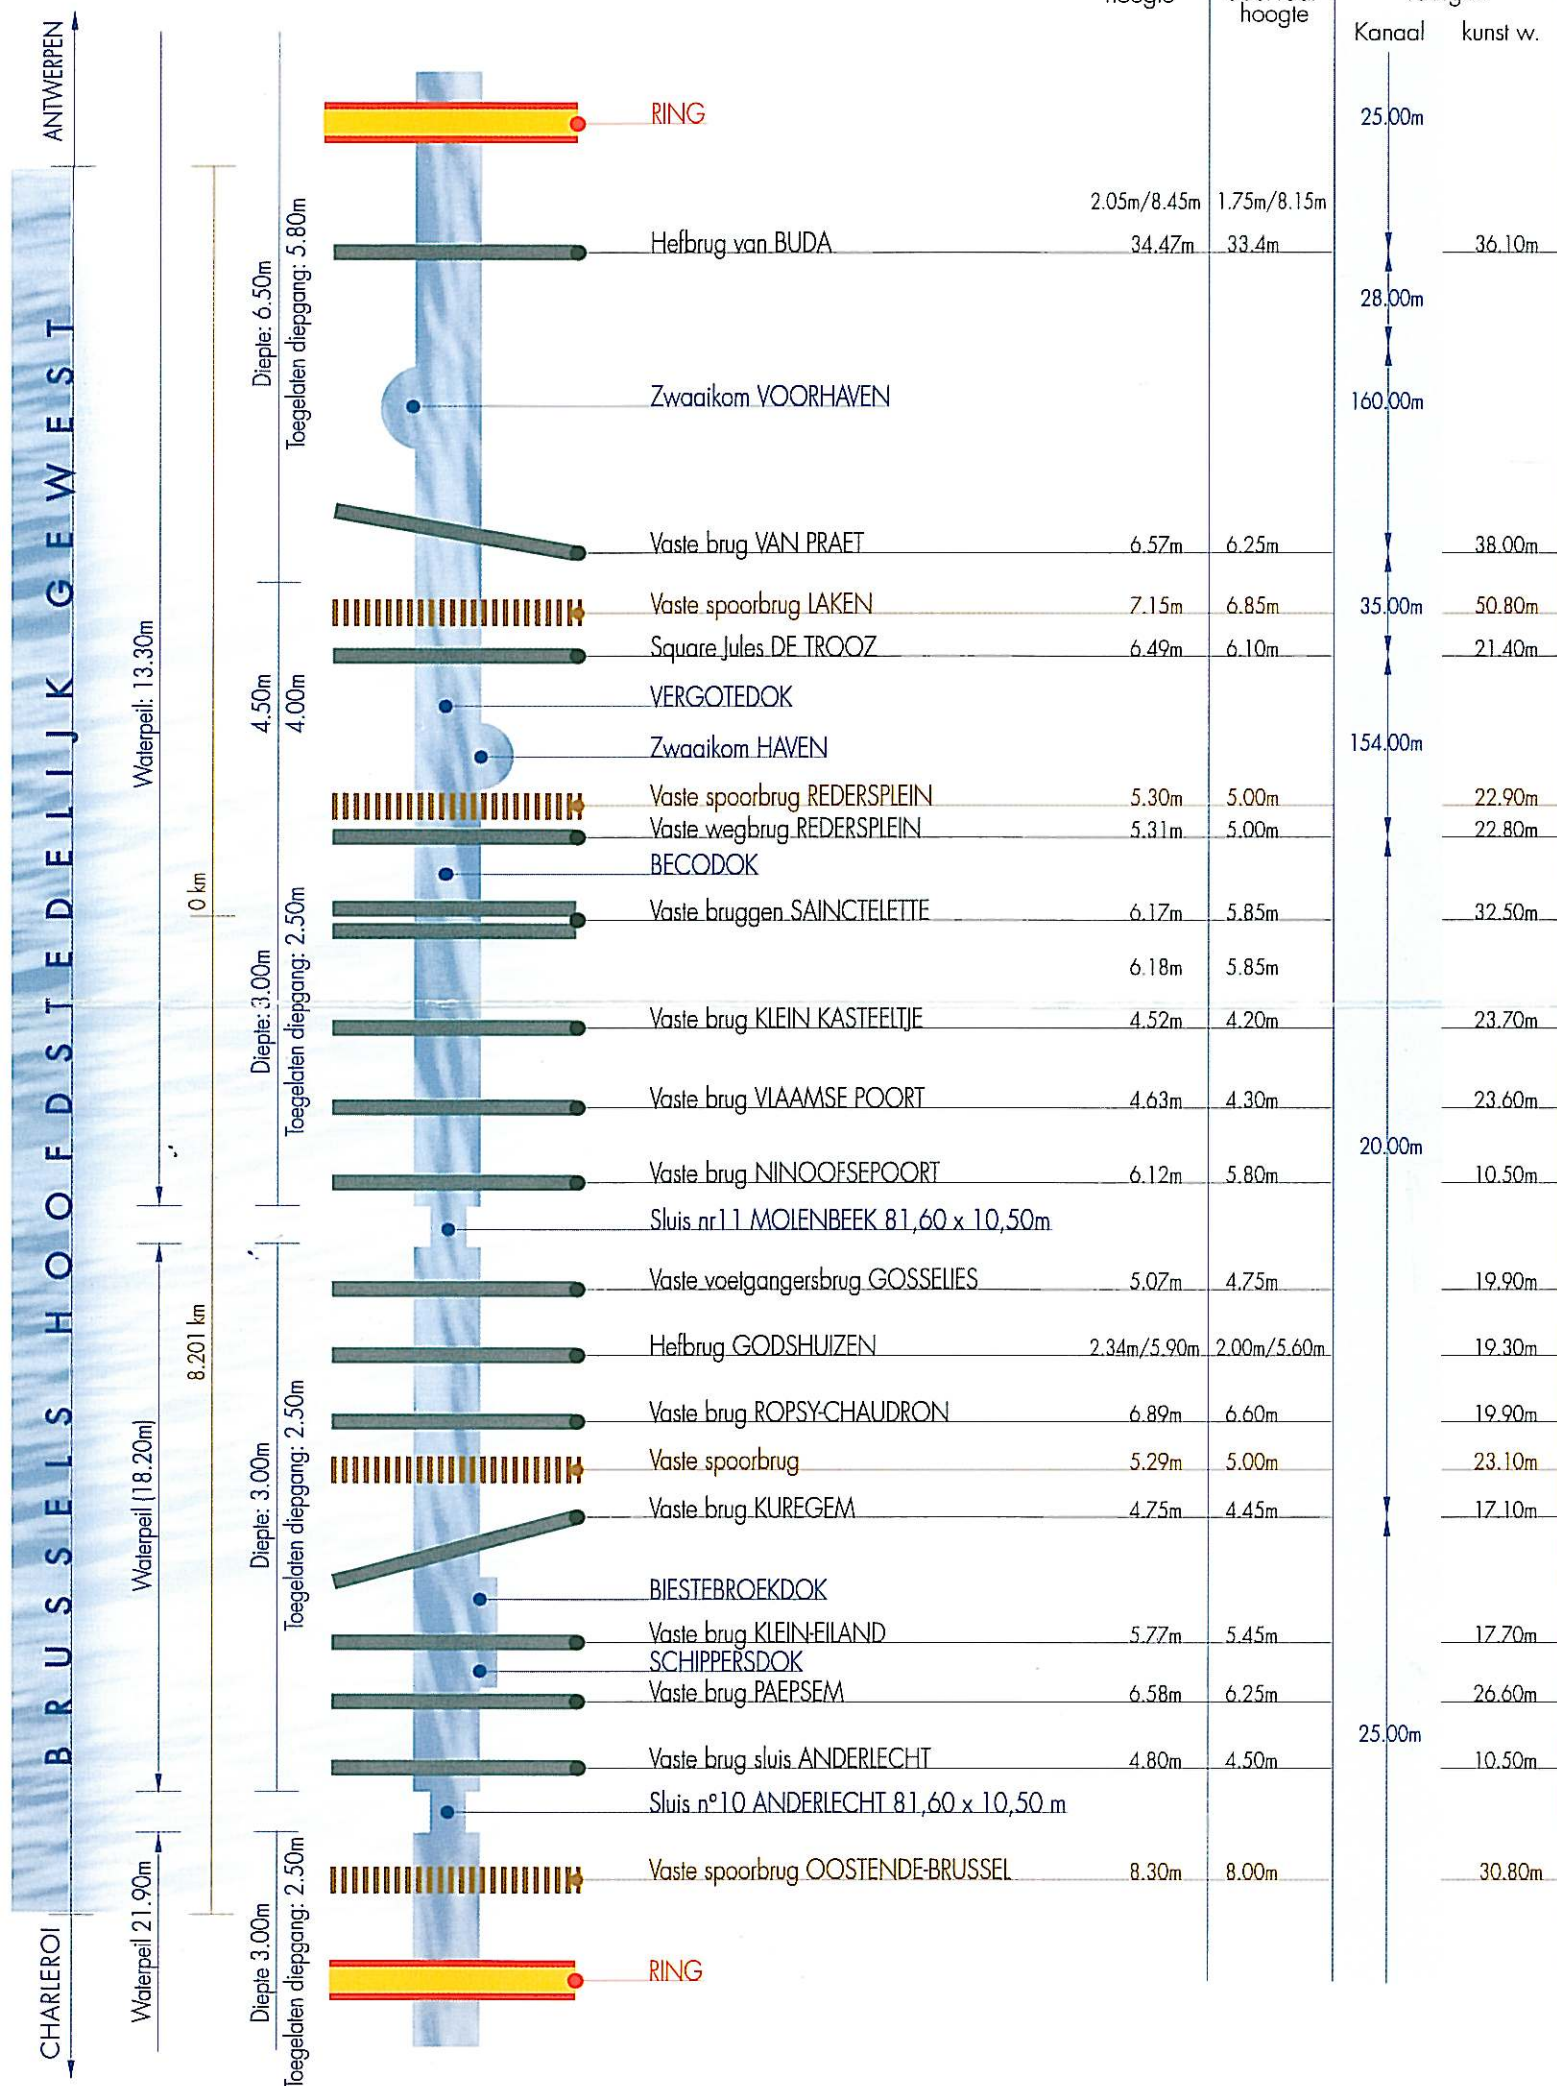 hoogte
hoogte
Kanaal kunst w.
ANTWERPEN
RING 25.00m
2.05m/8.45m 1.75m/8.15m
Hefbrug van BUDA 34.47m 33.4m 36.10m
28.00m
Diepte: 6.50m
Toegelaten diepgang: 5.80m
Zwaaikom VOORHAVEN 160.00m
Vaste brug VAN PRAET 6.57m 6.25m 38.00m
Vaste spoorbrug LAKEN 7.15m 6.85m 35.00m 50.80m
Square Jules DE TROOZ 6.49m 6.10m 21.40m
Waterpeil: 13.30m
4.50m
4.00m
VERGOTEDOK
Zwaaikom HAVEN 154.00m
Vaste spoorbrug REDERSPLEIN 5.30m 5.00m 22.90m
Vaste wegbrug REDERSPLEIN 5.31m 5.00m 22.80m
BECODOK
0 km
Vaste bruggen SAINCTELETTE 6.17m 5.85m 32.50m
6.18m 5.85m
Diepte: 3.00m
Toegelaten diepgang: 2.50m
Vaste brug KLEIN KASTEELTJE 4.52m 4.20m 23.70m
Vaste brug VLAAMSE POORT 4.63m 4.30m 23.60m
20.00m
Vaste brug NINOOFSEPOORT 6.12m 5.80m 10.50m
Sluis nr11 MOLENBEEK 81,60 x 10,50m
BRUSSELS HOOFDSTEDELIJK GEWEST
Vaste voetgangersbrug GOSSELIES 5.07m 4.75m 19.90m
8.201 km
Hefbrug GODSHUIZEN 2.34m/5.90m 2.00m/5.60m 19.30m
Vaste brug ROPSY-CHAUDRON 6.89m 6.60m 19.90m
Vaste spoorbrug 5.29m 5.00m 23.10m
Waterpeil (18.20m)
Diepte: 3.00m
Toegelaten diepgang: 2.50m
Vaste brug KUREGEM 4.75m 4.45m 17.10m
BIESTEBROEKDOK
Vaste brug KLEIN-EILAND 5.77m 5.45m 17.70m
SCHIPPERSDOK
Vaste brug PAEPSEM 6.58m 6.25m 26.60m
25.00m
Vaste brug sluis ANDERLECHT 4.80m 4.50m 10.50m
Sluis n°10 ANDERLECHT 81,60 x 10,50 m
Vaste spoorbrug OOSTENDE-BRUSSEL 8.30m 8.00m 30.80m
CHARLEROI
Waterpeil 21.90m
Diepte 3.00m
Toegelaten diepgang: 2.50m
RING